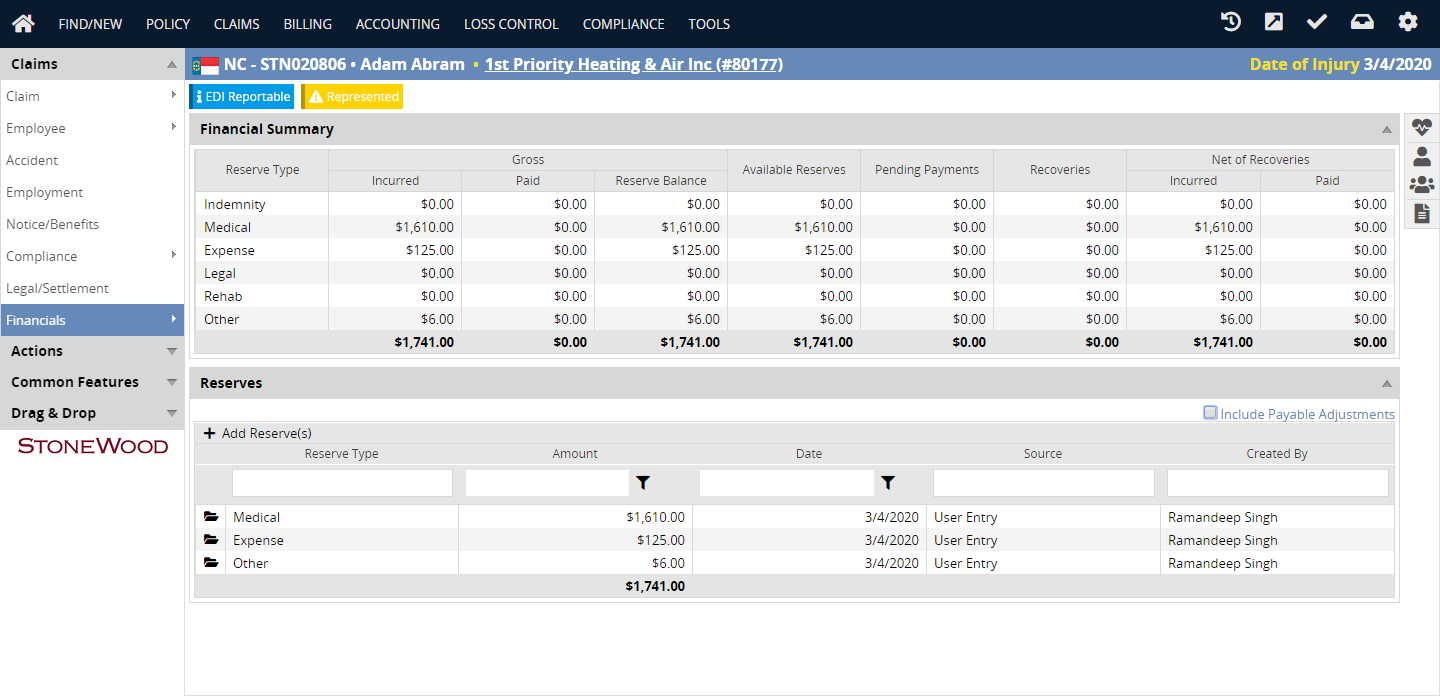 FIND/NEW POLICY CLAIMS BILLING ACCOUNTING LOSS CONTROL COMPLIANCE TOOLS
Claims
Claim
Employee
Accident
Employment
Notice/Benefits
Compliance
Legal/Settlement
Financials
Actions
Common Features
Drag & Drop
STONEWOOD
NC - STN020806 • Adam Abram • 1st Priority Heating & Air Inc (#80177) Date of Injury 3/4/2020
EDI Reportable Represented
Financial Summary
Reserve Type Gross Available Reserves Pending Payments Recoveries Net of Recoveries
Incurred Paid Reserve Balance Incurred Paid
Indemnity $0.00 $0.00 $0.00 $0.00 $0.00 $0.00 $0.00 $0.00
Medical $1,610.00 $0.00 $1,610.00 $1,610.00 $0.00 $0.00 $1,610.00 $0.00
Expense $125.00 $0.00 $125.00 $125.00 $0.00 $0.00 $125.00 $0.00
Legal $0.00 $0.00 $0.00 $0.00 $0.00 $0.00 $0.00 $0.00
Rehab $0.00 $0.00 $0.00 $0.00 $0.00 $0.00 $0.00 $0.00
Other $6.00 $0.00 $6.00 $6.00 $0.00 $0.00 $6.00 $0.00
$1,741.00 $0.00 $1,741.00 $1,741.00 $0.00 $0.00 $1,741.00 $0.00
Reserves
Include Payable Adjustments
Add Reserve(s)
Reserve Type Amount Date Source Created By
Medical $1,610.00 3/4/2020 User Entry Ramandeep Singh
Expense $125.00 3/4/2020 User Entry Ramandeep Singh
Other $6.00 3/4/2020 User Entry Ramandeep Singh
$1,741.00